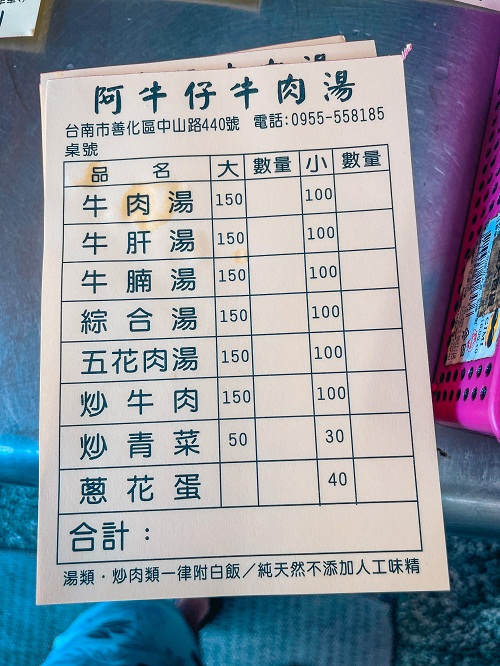 阿牛仔牛肉湯
台南市善化區中山路440號 電話:0955-558185
桌號
品名 大 數量 小 數量
牛肉湯 150 100
牛肝湯 150 100
牛腩湯 150 100
綜合湯 150 100
五花肉湯 150 100
炒牛肉 150 100
炒青菜 50 30
蔥花蛋 40
合計：
湯類·炒肉類一律附白飯／純天然不添加人工味精